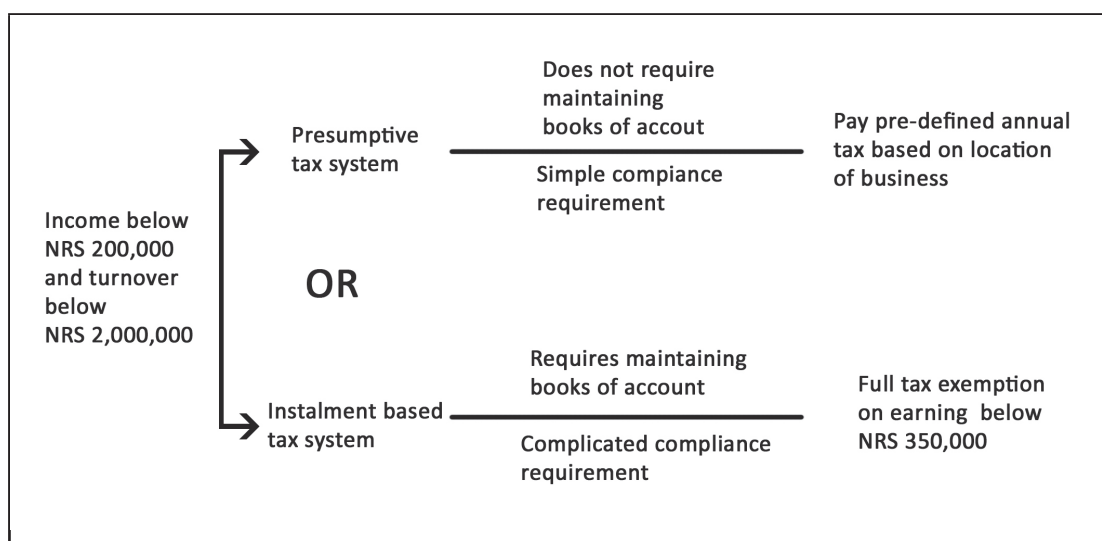 Income below
NRS 200,000
and turnover
below
NRS 2,000,000
Presumptive
tax system
Does not require
maintaining
books of accout
Simple compiance
requirement
Pay pre-defined annual
tax based on location
of business
OR
Instalment based
tax system
Requires maintaining
books of account
Complicated compliance
requirement
Full tax exemption
on earning below
NRS 350,000